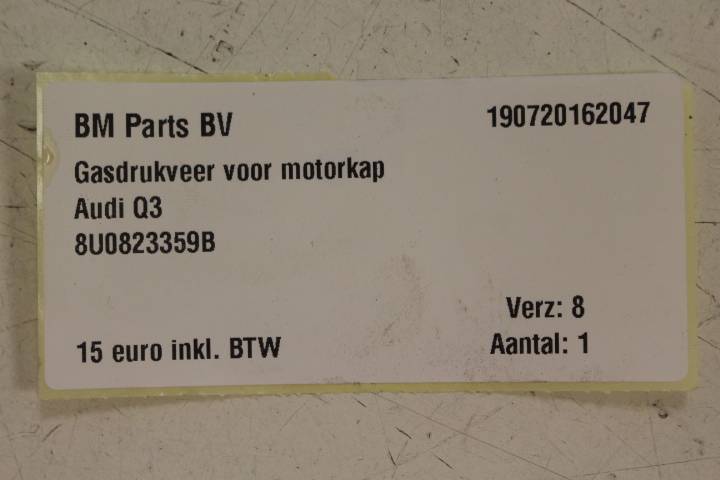 BM Parts BV
190720162047
Gasdrukveer voor motorkap
Audi Q3
8U0823359B
Verz: 8
15 euro inkl. BTW
Aantal: 1